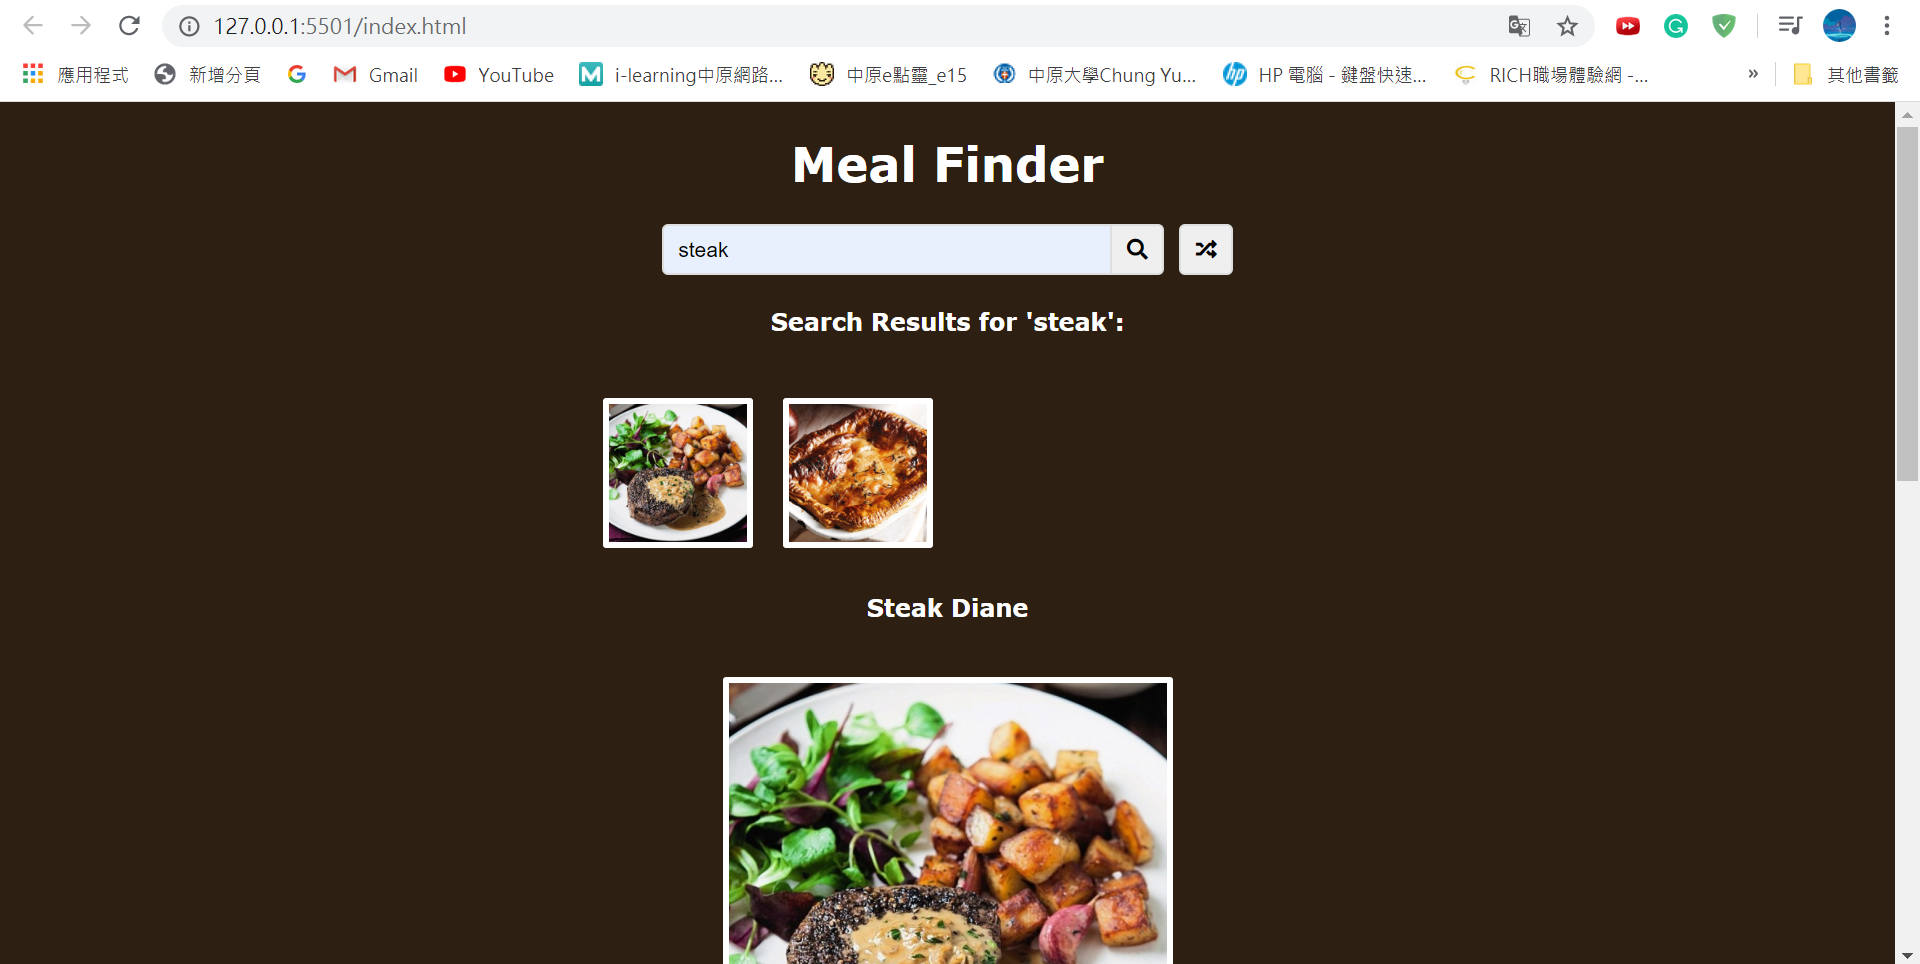 127.0.0.1:5501/index.html
應用程式 新增分頁 Gmail YouTube i-learning中原網路... 中原e點靈_e15 中原大學Chung Yu... HP 電腦 - 鍵盤快速... RICH職場體驗網 -... » 其他書籤
Meal Finder
steak
Search Results for 'steak':
Steak Diane